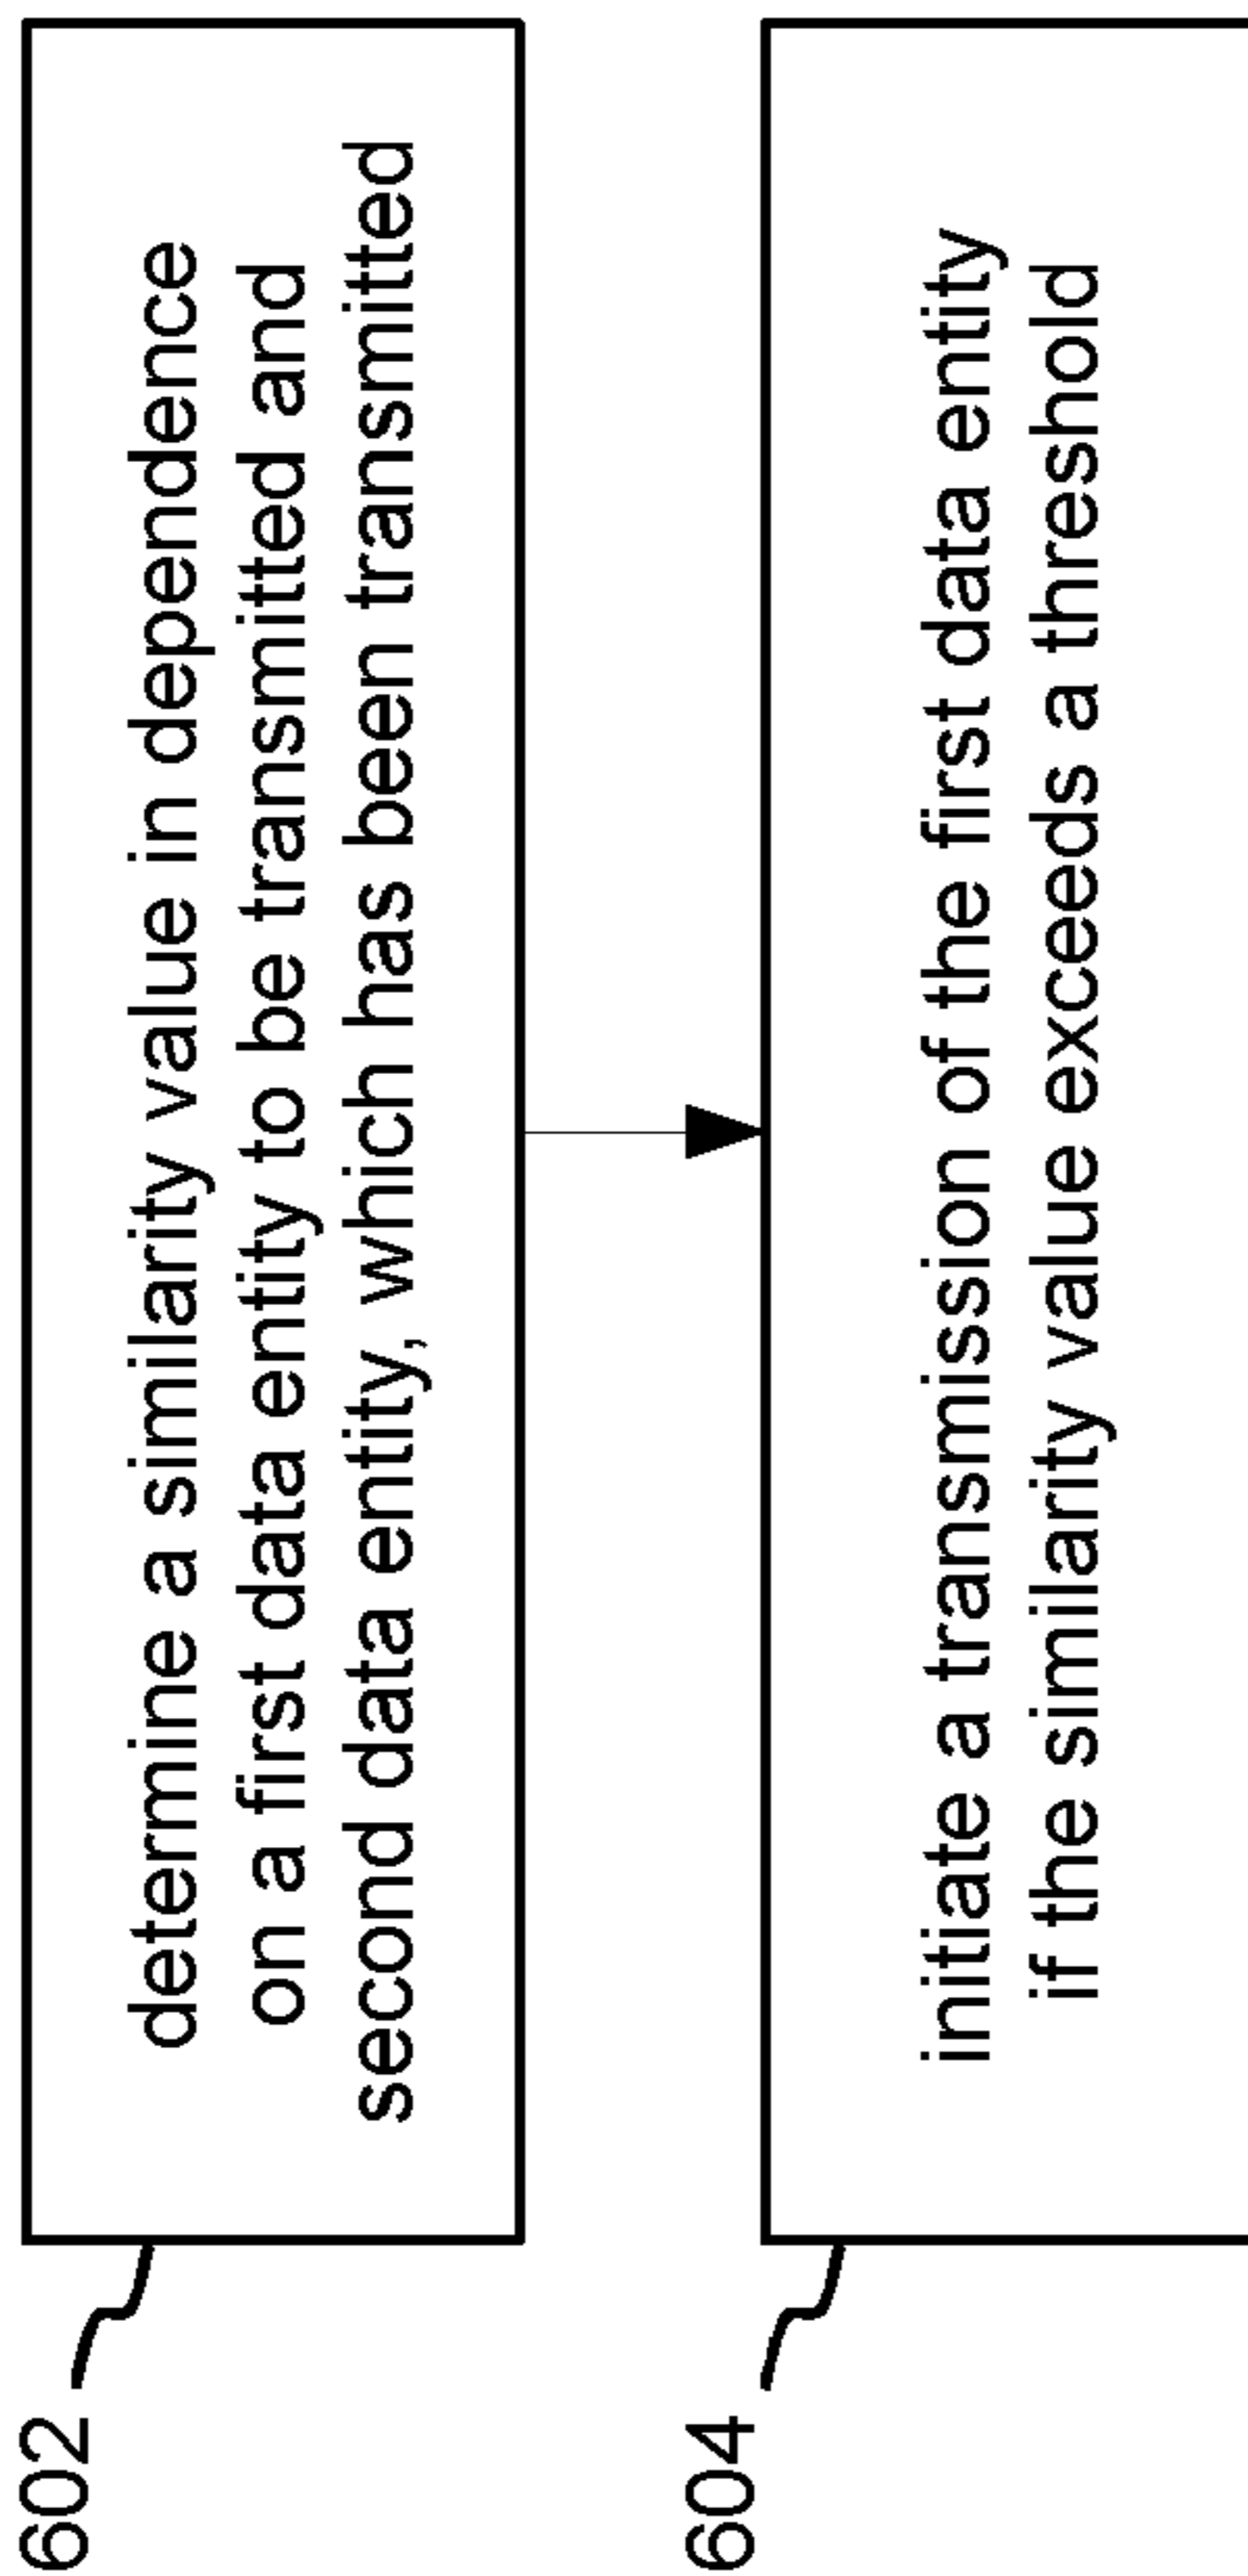 602
determine a similarity value in dependence
on a first data entity to be transmitted and
second data entity, which has been transmitted
604
initiate a transmission of the first data entity
if the similarity value exceeds a threshold